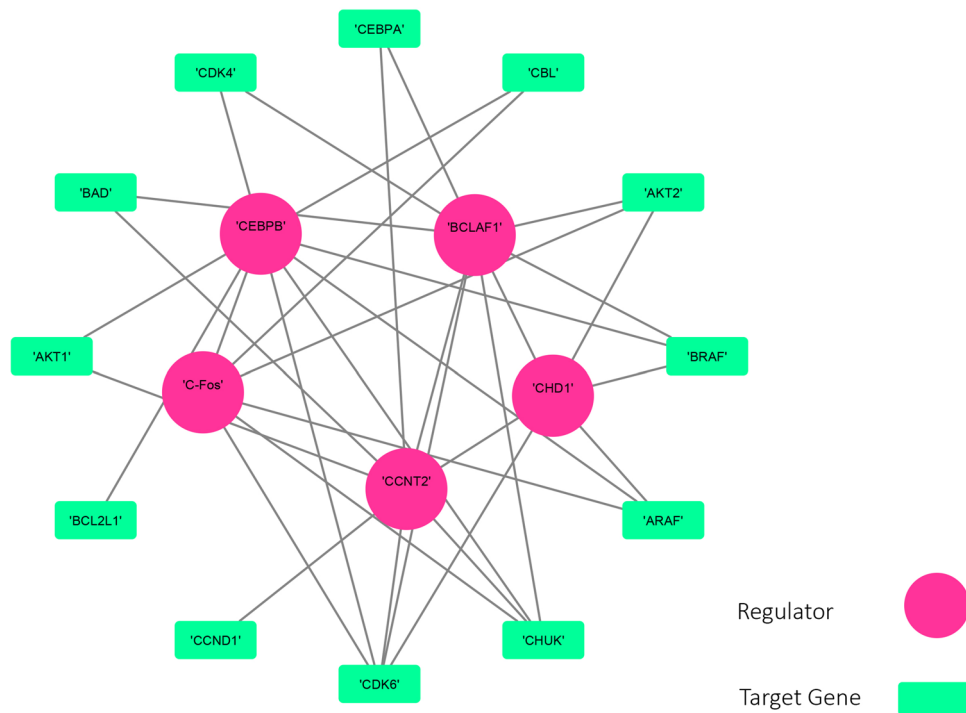 'CEBPA'
'CDK4'
'CBL'
'BAD'
'AKT2'
'CEBPB'
'BCLAF1'
'AKT1'
'BRAF'
'C-Fos'
'CHD1'
'CCNT2'
'BCL2L1'
'ARAF'
Regulator
'CCND1'
'CHUK'
'CDK6'
Target Gene